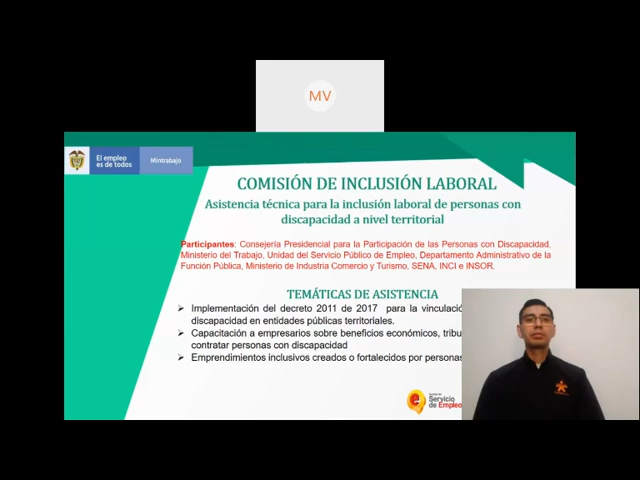 MV
El empleo
es de todos
Mintrabajo
COMISIÓN DE INCLUSIÓN LABORAL
Asistencia técnica para la inclusión laboral de personas con
discapacidad a nivel territorial
Participantes: Consejería Presidencial para la Participación de las Personas con Discapacidad,
Ministerio del Trabajo, Unidad del Servicio Público de Empleo, Departamento Administrativo de la
Función Pública, Ministerio de Industria Comercio y Turismo, SENA, INCI e INSOR.
TEMÁTICAS DE ASISTENCIA
➢ Implementación del decreto 2011 de 2017 para la vinculació
discapacidad en entidades públicas territoriales.
➢ Capacitación a empresarios sobre beneficios económicos, tribu
contratar personas con discapacidad
➢ Emprendimientos inclusivos creados o fortalecidos por personas
Servicio
de Empleo